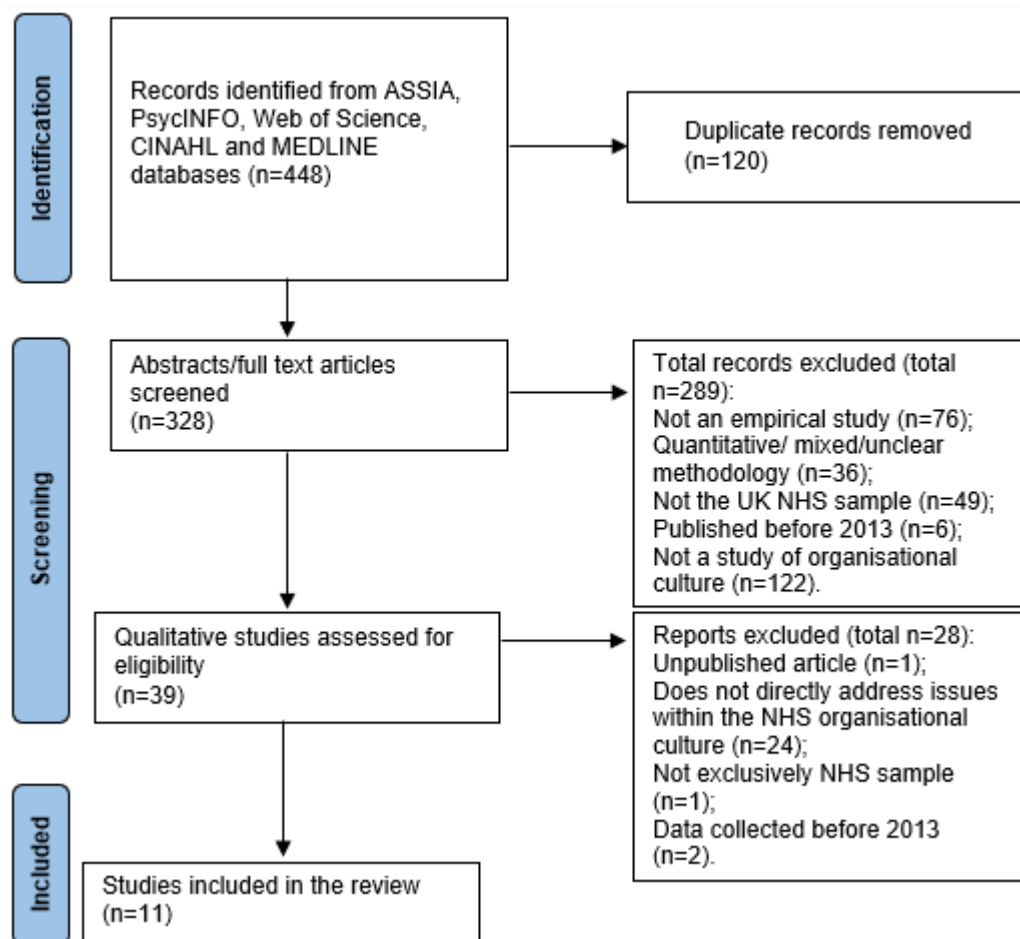 Identification
Records identified from ASSIA,
PsycINFO, Web of Science,
CINAHL and MEDLINE
databases (n=448)
Duplicate records removed
(n=120)
Screening
Abstracts/full text articles
screened
(n=328)
Total records excluded (total
n=289):
Not an empirical study (n=76);
Quantitative/ mixed/unclear
methodology (n=36);
Not the UK NHS sample (n=49);
Published before 2013 (n=6);
Not a study of organisational
culture (n=122).
Qualitative studies assessed for
eligibility
(n=39)
Reports excluded (total n=28):
Unpublished article (n=1);
Does not directly address issues
within the NHS organisational
culture (n=24);
Not exclusively NHS sample
(n=1);
Data collected before 2013
(n=2).
Included
Studies included in the review
(n=11)